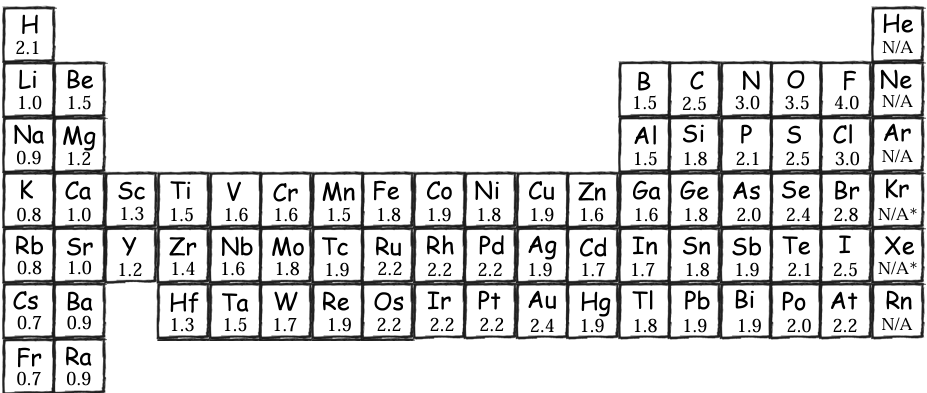 H He
2.1 N/A
Li Be B C N O F Ne
1.0 1.5 1.5 2.5 3.0 3.5 4.0 N/A
Na Mg Al Si P S Cl Ar
0.9 1.2 1.5 1.8 2.1 2.5 3.0 N/A
K Ca Sc Ti V Cr Mn Fe Co Ni Cu Zn Ga Ge As Se Br Kr
0.8 1.0 1.3 1.5 1.6 1.6 1.5 1.8 1.9 1.8 1.9 1.6 1.6 1.8 2.0 2.4 2.8 N/A*
Rb Sr Y Zr Nb Mo Tc Ru Rh Pd Ag Cd In Sn Sb Te I Xe
0.8 1.0 1.2 1.4 1.6 1.8 1.9 2.2 2.2 2.2 1.9 1.7 1.7 1.8 1.9 2.1 2.5 N/A*
Cs Ba Hf Ta W Re Os Ir Pt Au Hg Tl Pb Bi Po At Rn
0.7 0.9 1.3 1.5 1.7 1.9 2.2 2.2 2.2 2.4 1.9 1.8 1.9 1.9 2.0 2.2 N/A
Fr Ra
0.7 0.9